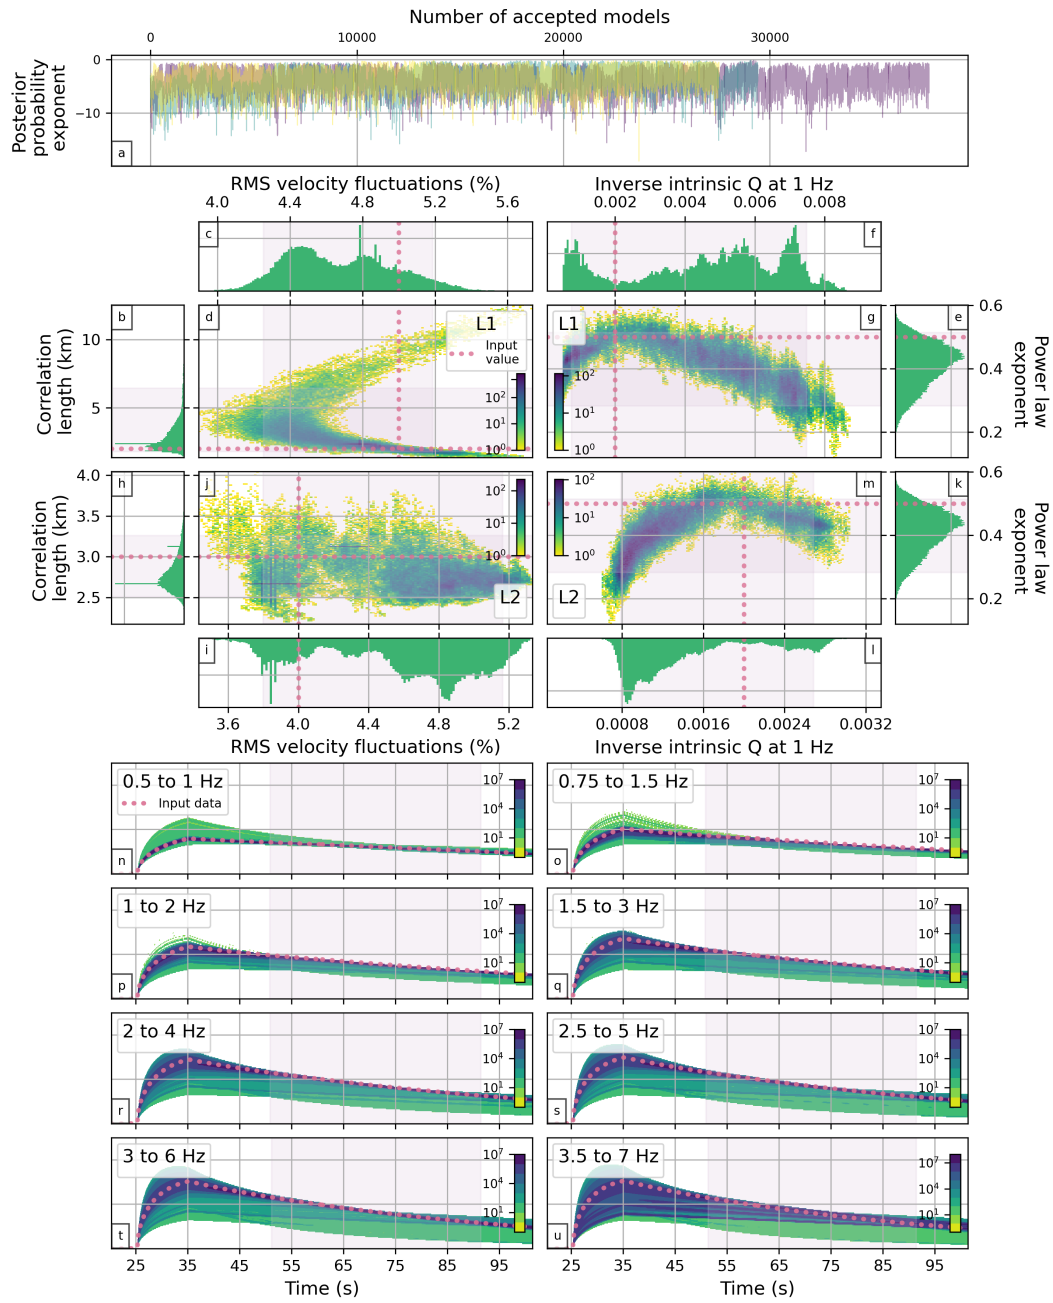 Number of accepted models
0 10000 20000 30000
Posterior
probability
exponent
0
−10
a
RMS velocity fluctuations (%)
Inverse intrinsic Q at 1 Hz
4.0 4.4 4.8 5.2 5.6
0.002 0.004 0.006 0.008
c
f
b
d
L1
Input
value
10²
10¹
10⁰
L1
g
10²
10¹
10⁰
e
Correlation
length (km)
10
5
0.6
0.4
0.2
Power law
exponent
h
j
10²
10¹
10⁰
L2
10²
10¹
10⁰
L2
m
k
Correlation
length (km)
4.0
3.5
3.0
2.5
0.6
0.4
0.2
Power law
exponent
i
l
3.6 4.0 4.4 4.8 5.2
0.0008 0.0016 0.0024 0.0032
RMS velocity fluctuations (%)
Inverse intrinsic Q at 1 Hz
0.5 to 1 Hz
Input data
10⁷
10⁴
10¹
n
0.75 to 1.5 Hz
10⁷
10⁴
10¹
o
1 to 2 Hz
10⁷
10⁴
10¹
p
1.5 to 3 Hz
10⁷
10⁴
10¹
q
2 to 4 Hz
10⁷
10⁴
10¹
r
2.5 to 5 Hz
10⁷
10⁴
10¹
s
3 to 6 Hz
10⁷
10⁴
10¹
t
3.5 to 7 Hz
10⁷
10⁴
10¹
u
25 35 45 55 65 75 85 95
25 35 45 55 65 75 85 95
Time (s)
Time (s)